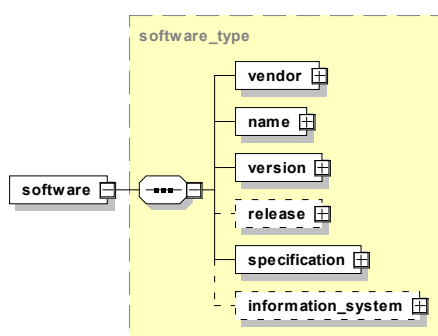 software_type
vendor
name
version
software
release
specification
information_system